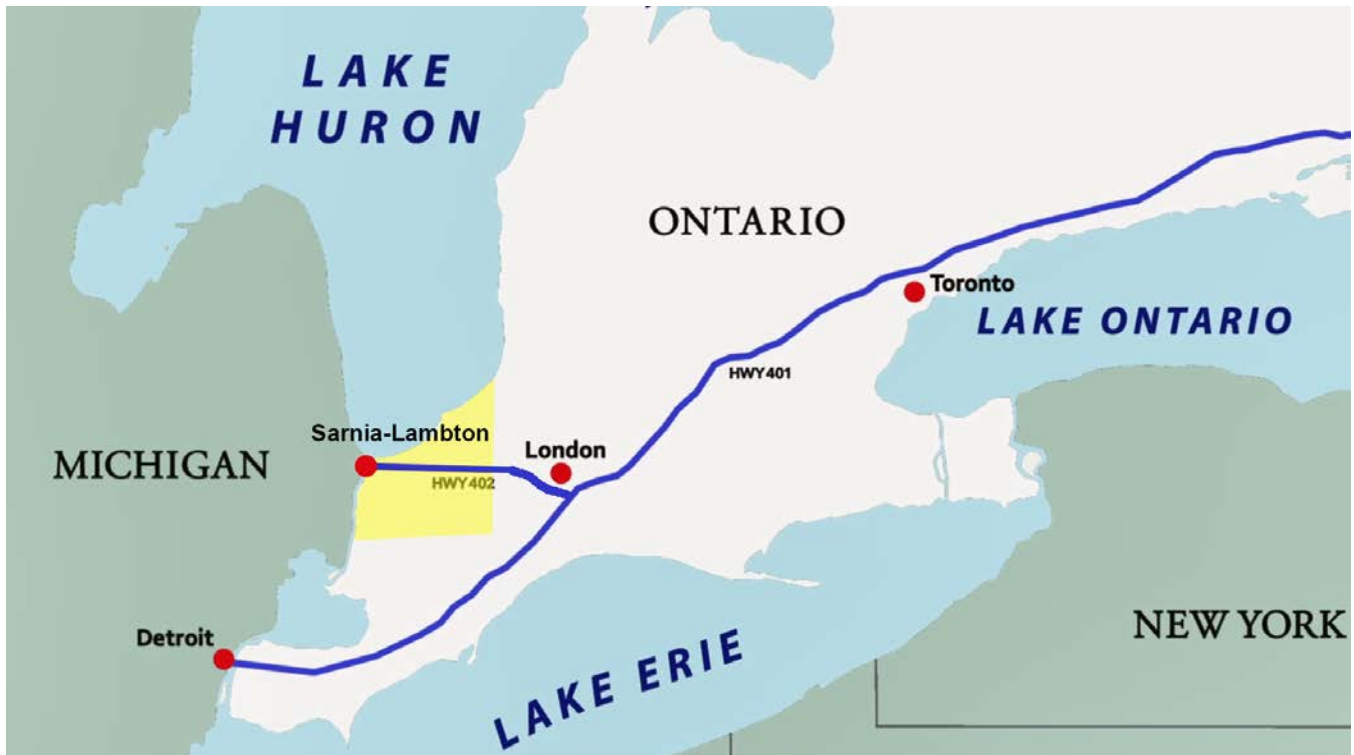 LAKE
HURON
ONTARIO
Toronto
LAKE ONTARIO
HWY401
Sarnia-Lambton
London
MICHIGAN
HWY402
NEW YORK
Detroit
LAKE ERIE